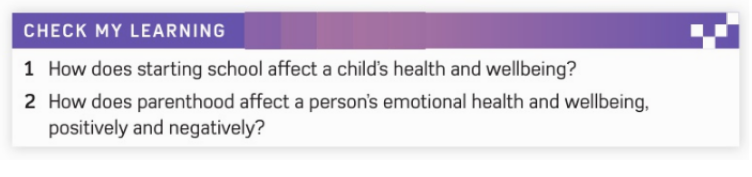 CHECK MY LEARNING
1 How does starting school affect a child's health and wellbeing?
2 How does parenthood affect a person's emotional health and wellbeing,
positively and negatively?